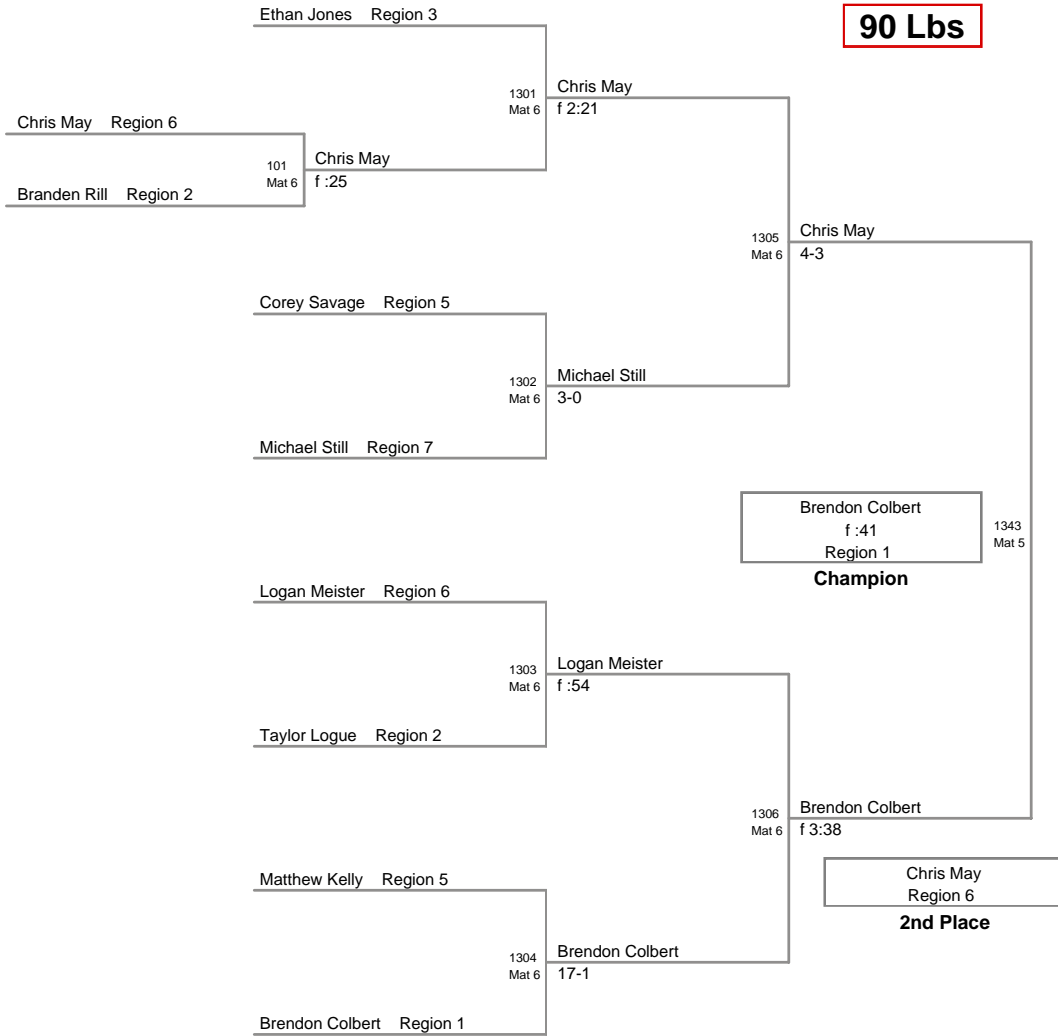 90 Lbs
Ethan Jones Region 3
1301
Mat 6
Chris May
f 2:21
Chris May Region 6
101
Mat 6
Chris May
f :25
Branden Rill Region 2
1305
Mat 6
Chris May
4-3
Corey Savage Region 5
1302
Mat 6
Michael Still
3-0
Michael Still Region 7
Brendon Colbert
f :41
Region 1
Champion
1343
Mat 5
Logan Meister Region 6
1303
Mat 6
Logan Meister
f :54
Taylor Logue Region 2
1306
Mat 6
Brendon Colbert
f 3:38
Chris May
Region 6
2nd Place
Matthew Kelly Region 5
1304
Mat 6
Brendon Colbert
17-1
Brendon Colbert Region 1